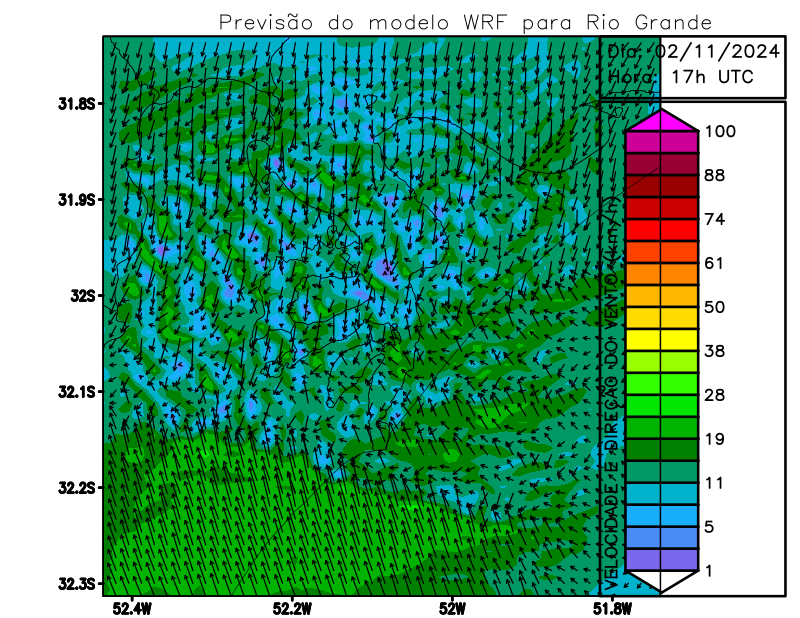 Previsão do modelo WRF para Rio Grande
Dia: 02/11/2024
Hora: 17h UTC
31.8S
31.9S
32S
32.1S
32.2S
32.3S
52.4W
52.2W
52W
51.8W
VELOCIDADE E DIREÇÃO DO VENTO (km/h)
100
88
74
61
50
38
28
19
11
5
1